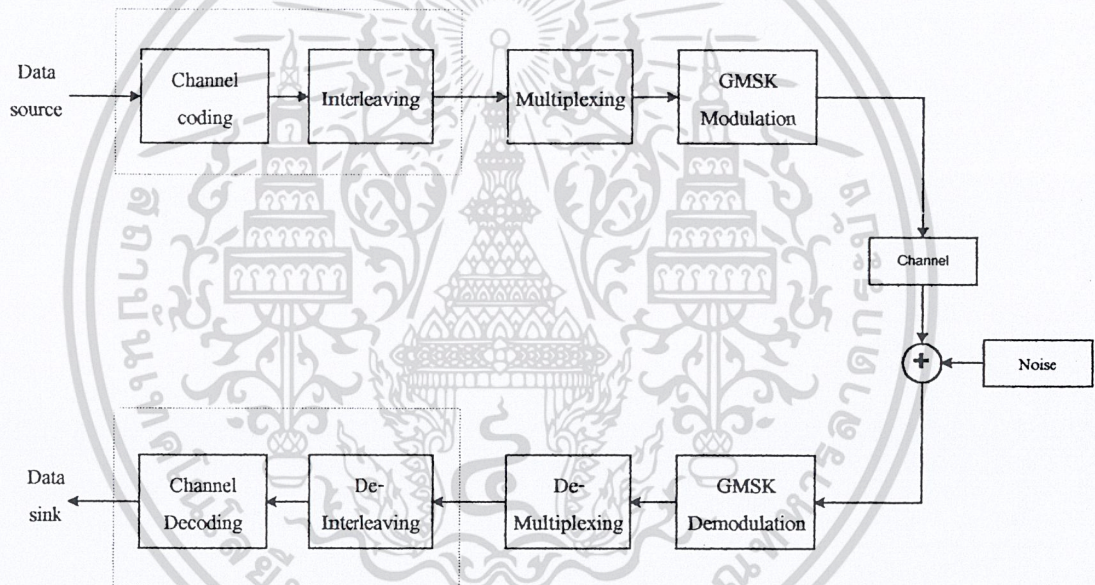 Data
source
Channel
coding
Interleaving
Multiplexing
GMSK
Modulation
Channel
+
Noise
GMSK
Demodulation
De-
Multiplexing
De-
Interleaving
Channel
Decoding
Data
sink